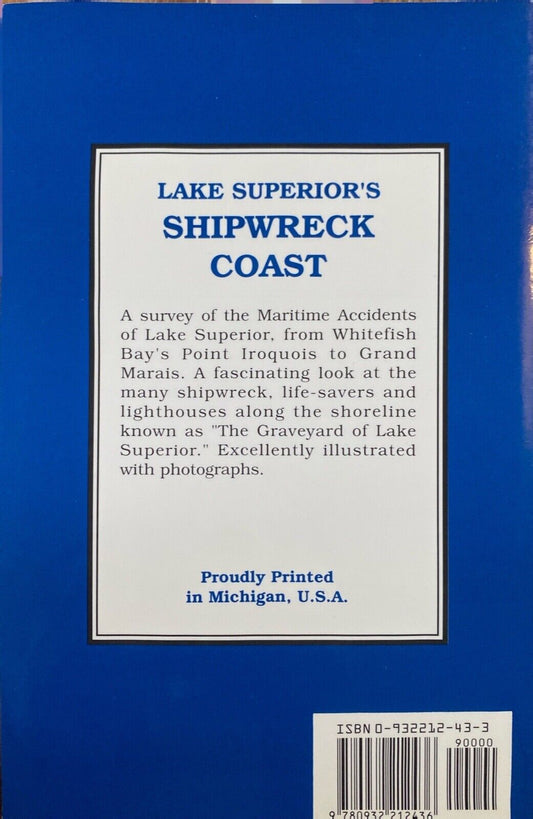 LAKE SUPERIOR'S
SHIPWRECK
COAST
A survey of the Maritime Accidents
of Lake Superior, from Whitefish
Bay's Point Iroquois to Grand
Marais. A fascinating look at the
many shipwreck, life-savers and
lighthouses along the shoreline
known as "The Graveyard of Lake
Superior." Excellently illustrated
with photographs.
Proudly Printed
in Michigan, U.S.A.
ISBN 0-932212-43-3
90000
9 780932 212436